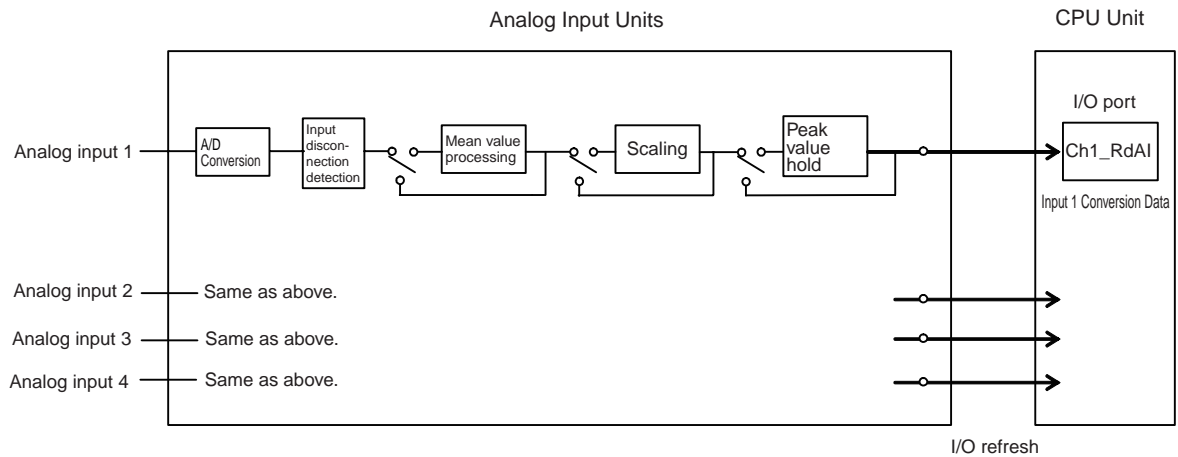 Analog Input Units
CPU Unit
I/O port
Analog input 1
A/D
Conversion
Input
discon-
nection
detection
Mean value
processing
Scaling
Peak
value
hold
Ch1_RdAI
Input 1 Conversion Data
Analog input 2
Same as above.
Analog input 3
Same as above.
Analog input 4
Same as above.
I/O refresh